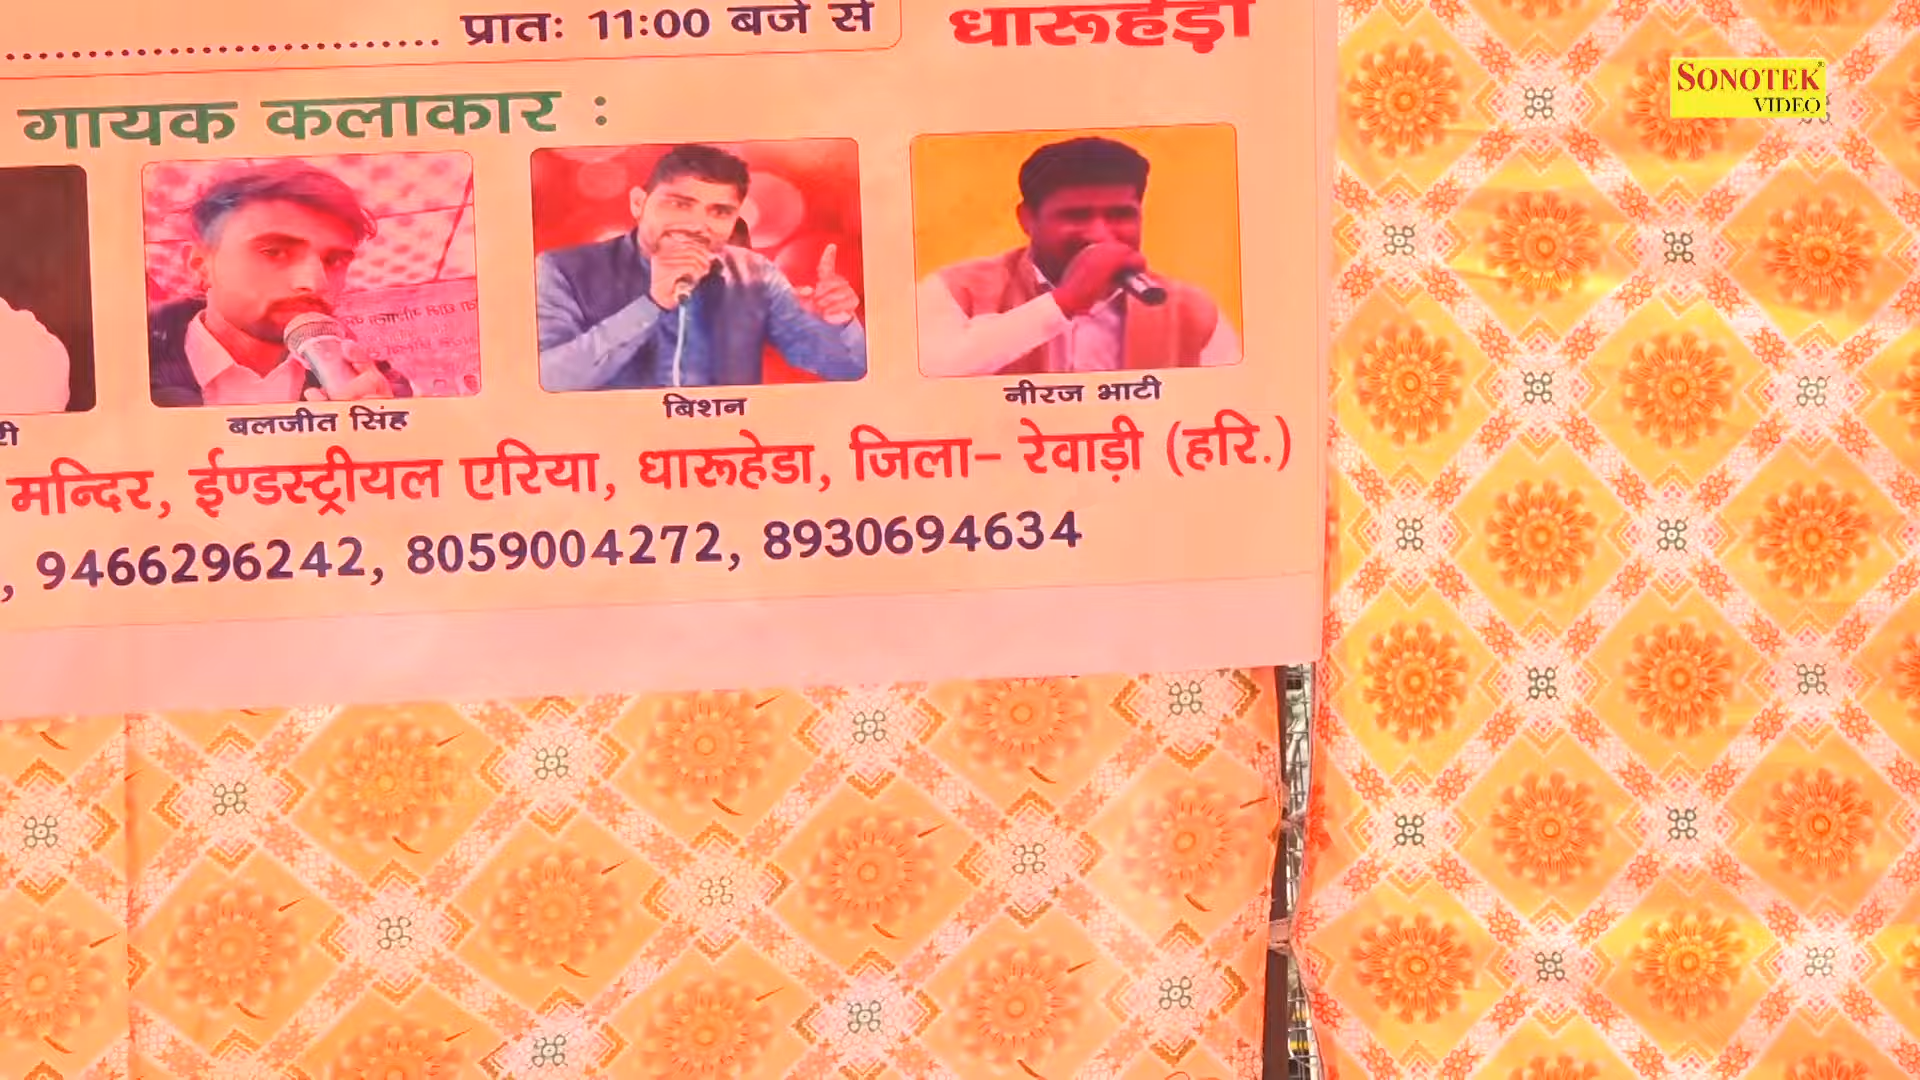 प्रातः 11:00 बजे से
धारूहेड़ा
SONOTEK
VIDEO
गायक कलाकार :
बलजीत सिंह
बिशन
नीरज भाटी
मन्दिर, ईण्डस्ट्रीयल एरिया, धारूहेडा, जिला- रेवाड़ी (हरि.)
, 9466296242, 8059004272, 8930694634